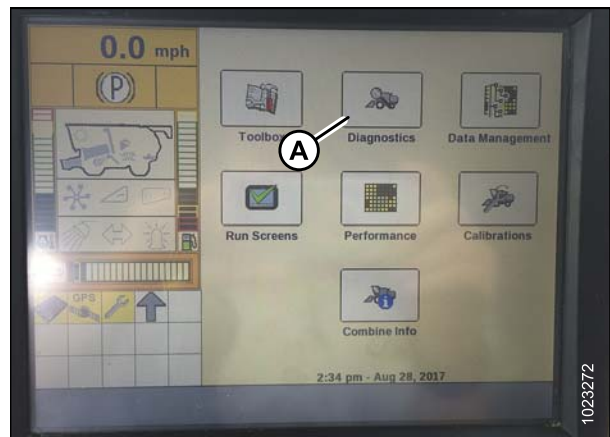 0.0 mph
(P)
Toolbox
Diagnostics
Data Management
A
Run Screens
Performance
Calibrations
GPS
Combine Info
2:34 pm - Aug 28, 2017
1023272